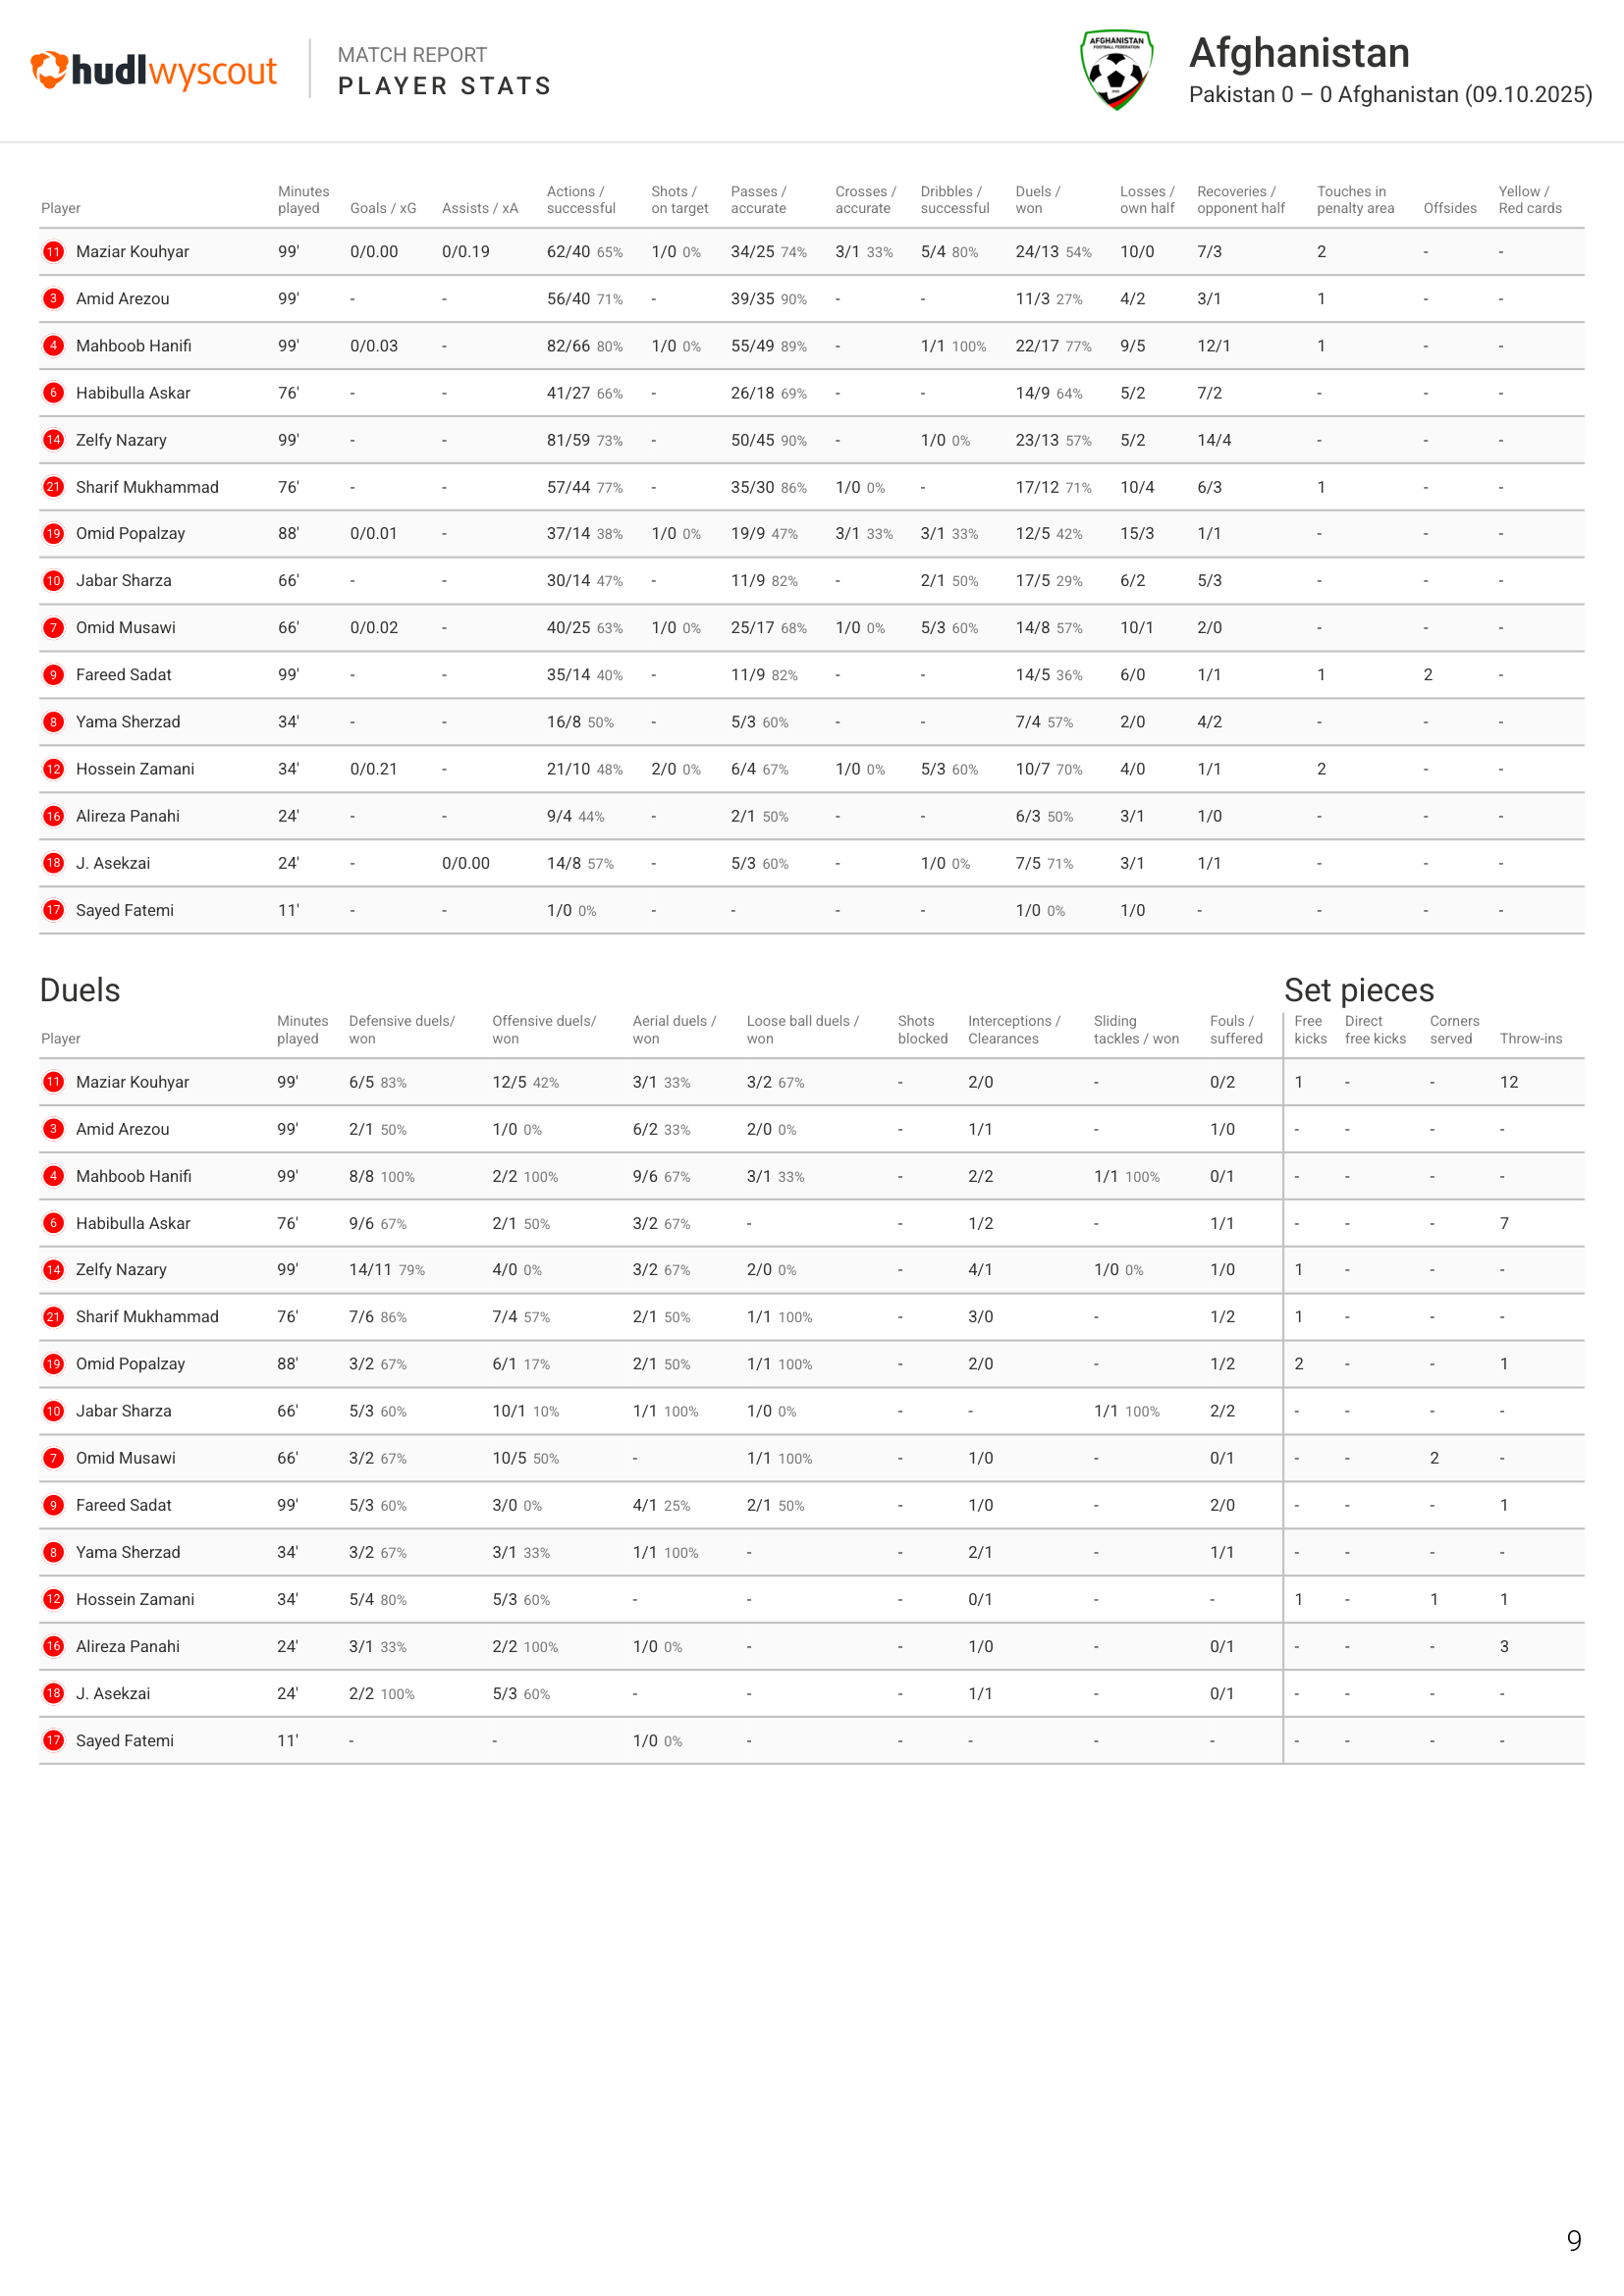 hudl wyscout
MATCH REPORT
PLAYER STATS
AFGHANISTAN
FOOTBALL FEDERATION
Afghanistan
Pakistan 0 – 0 Afghanistan (09.10.2025)
Player Minutes played Goals / xG Assists / xA Actions / successful Shots / on target Passes / accurate Crosses / accurate Dribbles / successful Duels / won Losses / own half Recoveries / opponent half Touches in penalty area Offsides Yellow / Red cards
11 Maziar Kouhyar 99' 0/0.00 0/0.19 62/40 65% 1/0 0% 34/25 74% 3/1 33% 5/4 80% 24/13 54% 10/0 7/3 2 - -
3 Amid Arezou 99' - - 56/40 71% - 39/35 90% - - 11/3 27% 4/2 3/1 1 - -
4 Mahboob Hanifi 99' 0/0.03 - 82/66 80% 1/0 0% 55/49 89% - 1/1 100% 22/17 77% 9/5 12/1 1 - -
6 Habibulla Askar 76' - - 41/27 66% - 26/18 69% - - 14/9 64% 5/2 7/2 - - -
14 Zelfy Nazary 99' - - 81/59 73% - 50/45 90% - 1/0 0% 23/13 57% 5/2 14/4 - - -
21 Sharif Mukhammad 76' - - 57/44 77% - 35/30 86% 1/0 0% - 17/12 71% 10/4 6/3 1 - -
19 Omid Popalzay 88' 0/0.01 - 37/14 38% 1/0 0% 19/9 47% 3/1 33% 3/1 33% 12/5 42% 15/3 1/1 - - -
10 Jabar Sharza 66' - - 30/14 47% - 11/9 82% - 2/1 50% 17/5 29% 6/2 5/3 - - -
7 Omid Musawi 66' 0/0.02 - 40/25 63% 1/0 0% 25/17 68% 1/0 0% 5/3 60% 14/8 57% 10/1 2/0 - - -
9 Fareed Sadat 99' - - 35/14 40% - 11/9 82% - - 14/5 36% 6/0 1/1 1 2 -
8 Yama Sherzad 34' - - 16/8 50% - 5/3 60% - - 7/4 57% 2/0 4/2 - - -
12 Hossein Zamani 34' 0/0.21 - 21/10 48% 2/0 0% 6/4 67% 1/0 0% 5/3 60% 10/7 70% 4/0 1/1 2 - -
16 Alireza Panahi 24' - - 9/4 44% - 2/1 50% - - 6/3 50% 3/1 1/0 - - -
18 J. Asekzai 24' - 0/0.00 14/8 57% - 5/3 60% - 1/0 0% 7/5 71% 3/1 1/1 - - -
17 Sayed Fatemi 11' - - 1/0 0% - - - - 1/0 0% 1/0 - - - -
Duels
Set pieces
Player Minutes played Defensive duels/ won Offensive duels/ won Aerial duels / won Loose ball duels / won Shots blocked Interceptions / Clearances Sliding tackles / won Fouls / suffered Free kicks Direct free kicks Corners served Throw-ins
11 Maziar Kouhyar 99' 6/5 83% 12/5 42% 3/1 33% 3/2 67% - 2/0 - 0/2 1 - - 12
3 Amid Arezou 99' 2/1 50% 1/0 0% 6/2 33% 2/0 0% - 1/1 - 1/0 - - - -
4 Mahboob Hanifi 99' 8/8 100% 2/2 100% 9/6 67% 3/1 33% - 2/2 1/1 100% 0/1 - - - -
6 Habibulla Askar 76' 9/6 67% 2/1 50% 3/2 67% - - 1/2 - 1/1 - - - 7
14 Zelfy Nazary 99' 14/11 79% 4/0 0% 3/2 67% 2/0 0% - 4/1 1/0 0% 1/0 1 - - -
21 Sharif Mukhammad 76' 7/6 86% 7/4 57% 2/1 50% 1/1 100% - 3/0 - 1/2 1 - - -
19 Omid Popalzay 88' 3/2 67% 6/1 17% 2/1 50% 1/1 100% - 2/0 - 1/2 2 - - 1
10 Jabar Sharza 66' 5/3 60% 10/1 10% 1/1 100% 1/0 0% - - 1/1 100% 2/2 - - - -
7 Omid Musawi 66' 3/2 67% 10/5 50% - 1/1 100% - 1/0 - 0/1 - - 2 -
9 Fareed Sadat 99' 5/3 60% 3/0 0% 4/1 25% 2/1 50% - 1/0 - 2/0 - - - 1
8 Yama Sherzad 34' 3/2 67% 3/1 33% 1/1 100% - - 2/1 - 1/1 - - - -
12 Hossein Zamani 34' 5/4 80% 5/3 60% - - - 0/1 - - 1 - 1 1
16 Alireza Panahi 24' 3/1 33% 2/2 100% 1/0 0% - - 1/0 - 0/1 - - - 3
18 J. Asekzai 24' 2/2 100% 5/3 60% - - - 1/1 - 0/1 - - - -
17 Sayed Fatemi 11' - - 1/0 0% - - - - - - - - -
9